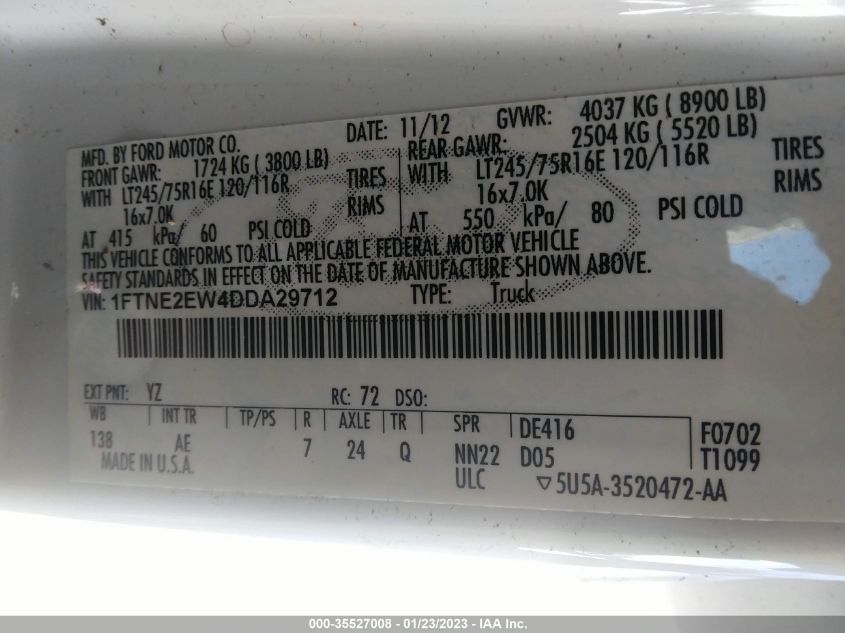 MFD. BY FORD MOTOR CO. DATE: 11/12 GVWR: 4037 KG ( 8900 LB)
FRONT GAWR: 1724 KG ( 3800 LB) REAR GAWR: 2504 KG ( 5520 LB)
WITH LT245/75R16E 120/116R TIRES WITH LT245/75R16E 120/116R TIRES
16x7.0K RIMS 16x7.0K RIMS
AT 415 kPa/ 60 PSI COLD AT 550 kPa/ 80 PSI COLD
THIS VEHICLE CONFORMS TO ALL APPLICABLE FEDERAL MOTOR VEHICLE
SAFETY STANDARDS IN EFFECT ON THE DATE OF MANUFACTURE SHOWN ABOVE.
VIN: 1FTNE2EW4DDA29712 TYPE: Truck
EXT PNT: YZ RC: 72 DSO:
WB INT TR TP/PS R AXLE TR SPR DE416 F0702
138 AE 7 24 Q NN22 D05 T1099
MADE IN U.S.A. ULC ▽5U5A-3520472-AA
000-35527008 - 01/23/2023 - IAA Inc.